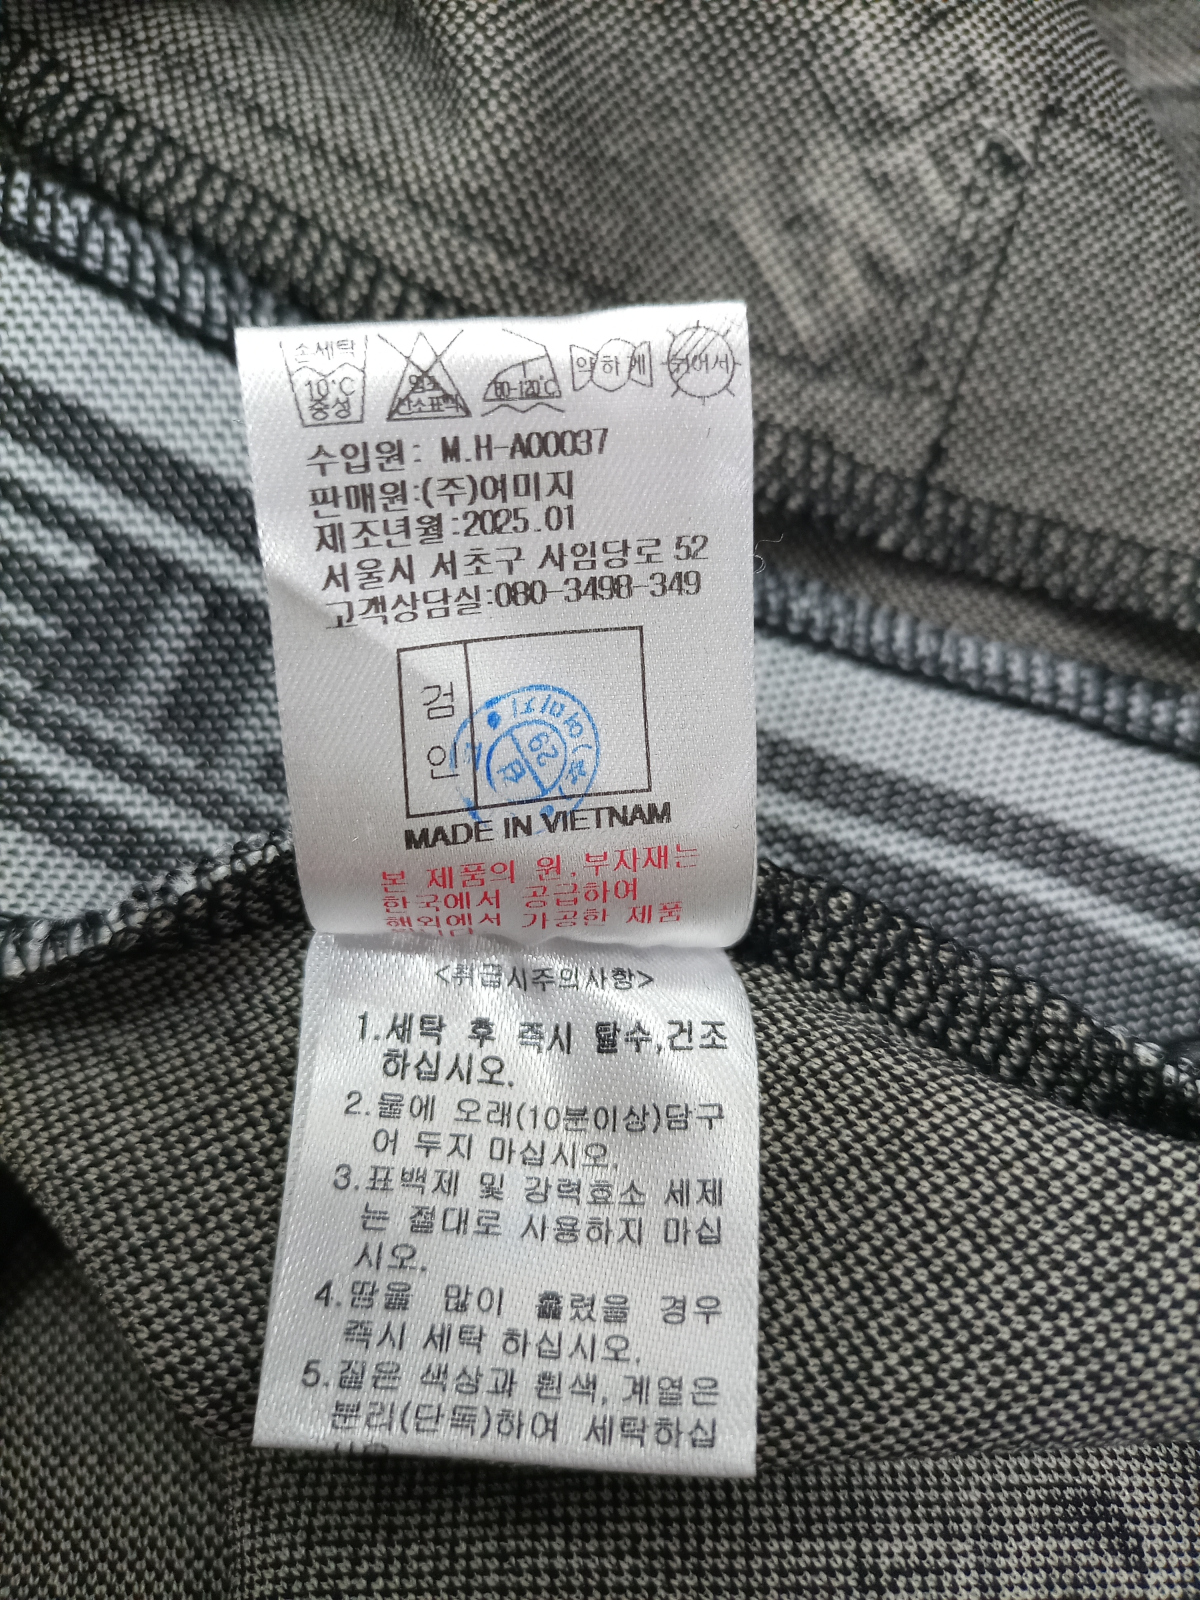 손세탁
10℃
중성
염소
산소표백
80-120℃
약하게
뉘어서
수입원: M.H-A00037
판매원:(주)여미지
제조년월:2025.01
서울시 서초구 사임당로 52
고객상담실:080-3498-349
검
인
62
MADE IN VIETNAM
본 제품의 원,부자재는
한국에서 공급하여
해외에서 가공한 제품
<취급시주의사항>
1.세탁 후 즉시 탈수,건조
하십시오.
2.물에 오래(10분이상)담구
어 두지 마십시오.
3.표백제 및 강력효소 세제
는 절대로 사용하지 마십
시오.
4.땀을 많이 흘렸을 경우
즉시 세탁 하십시오.
5.짙은 색상과 흰색, 계열은
분리(단독)하여 세탁하십
시오